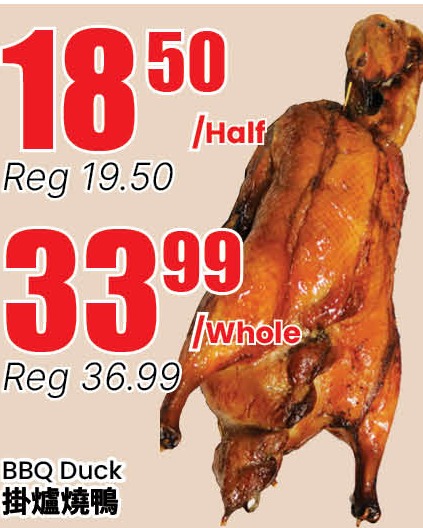 18 50 /Half
Reg 19.50
33 99 /Whole
Reg 36.99
BBQ Duck
掛爐燒鴨